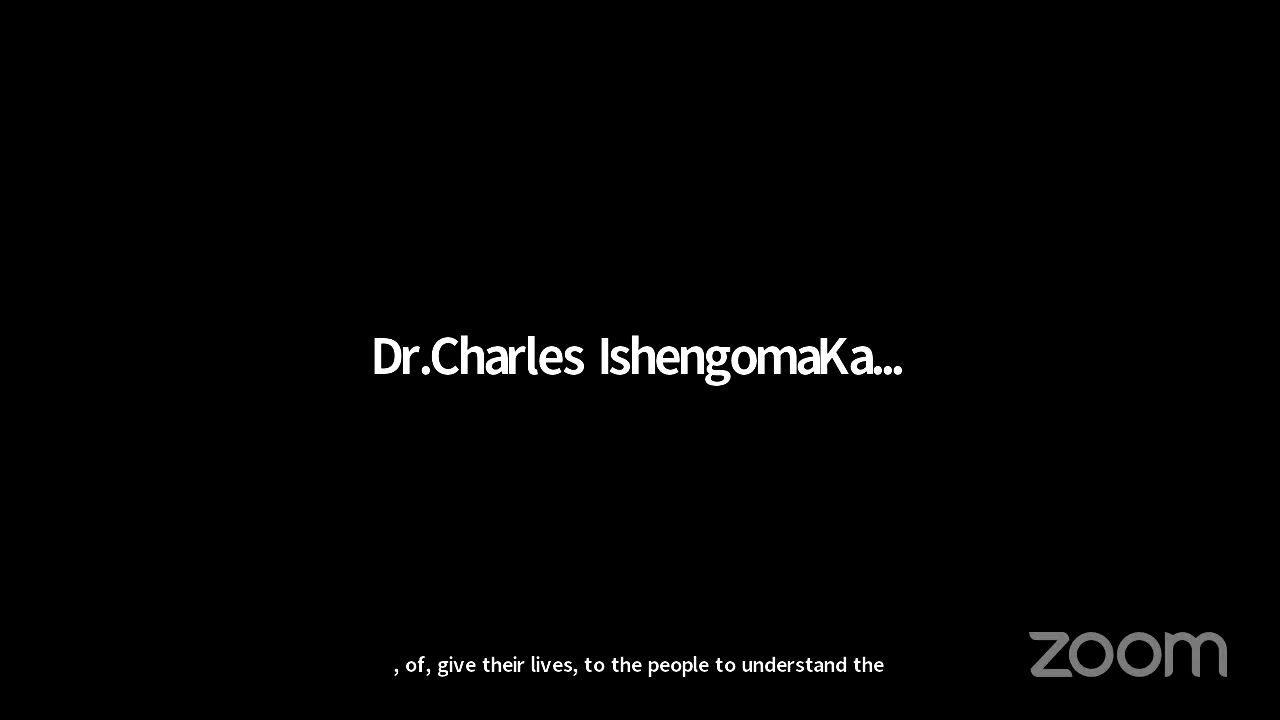 Dr.Charles IshengomaKa...
, of, give their lives, to the people to understand the
zoom